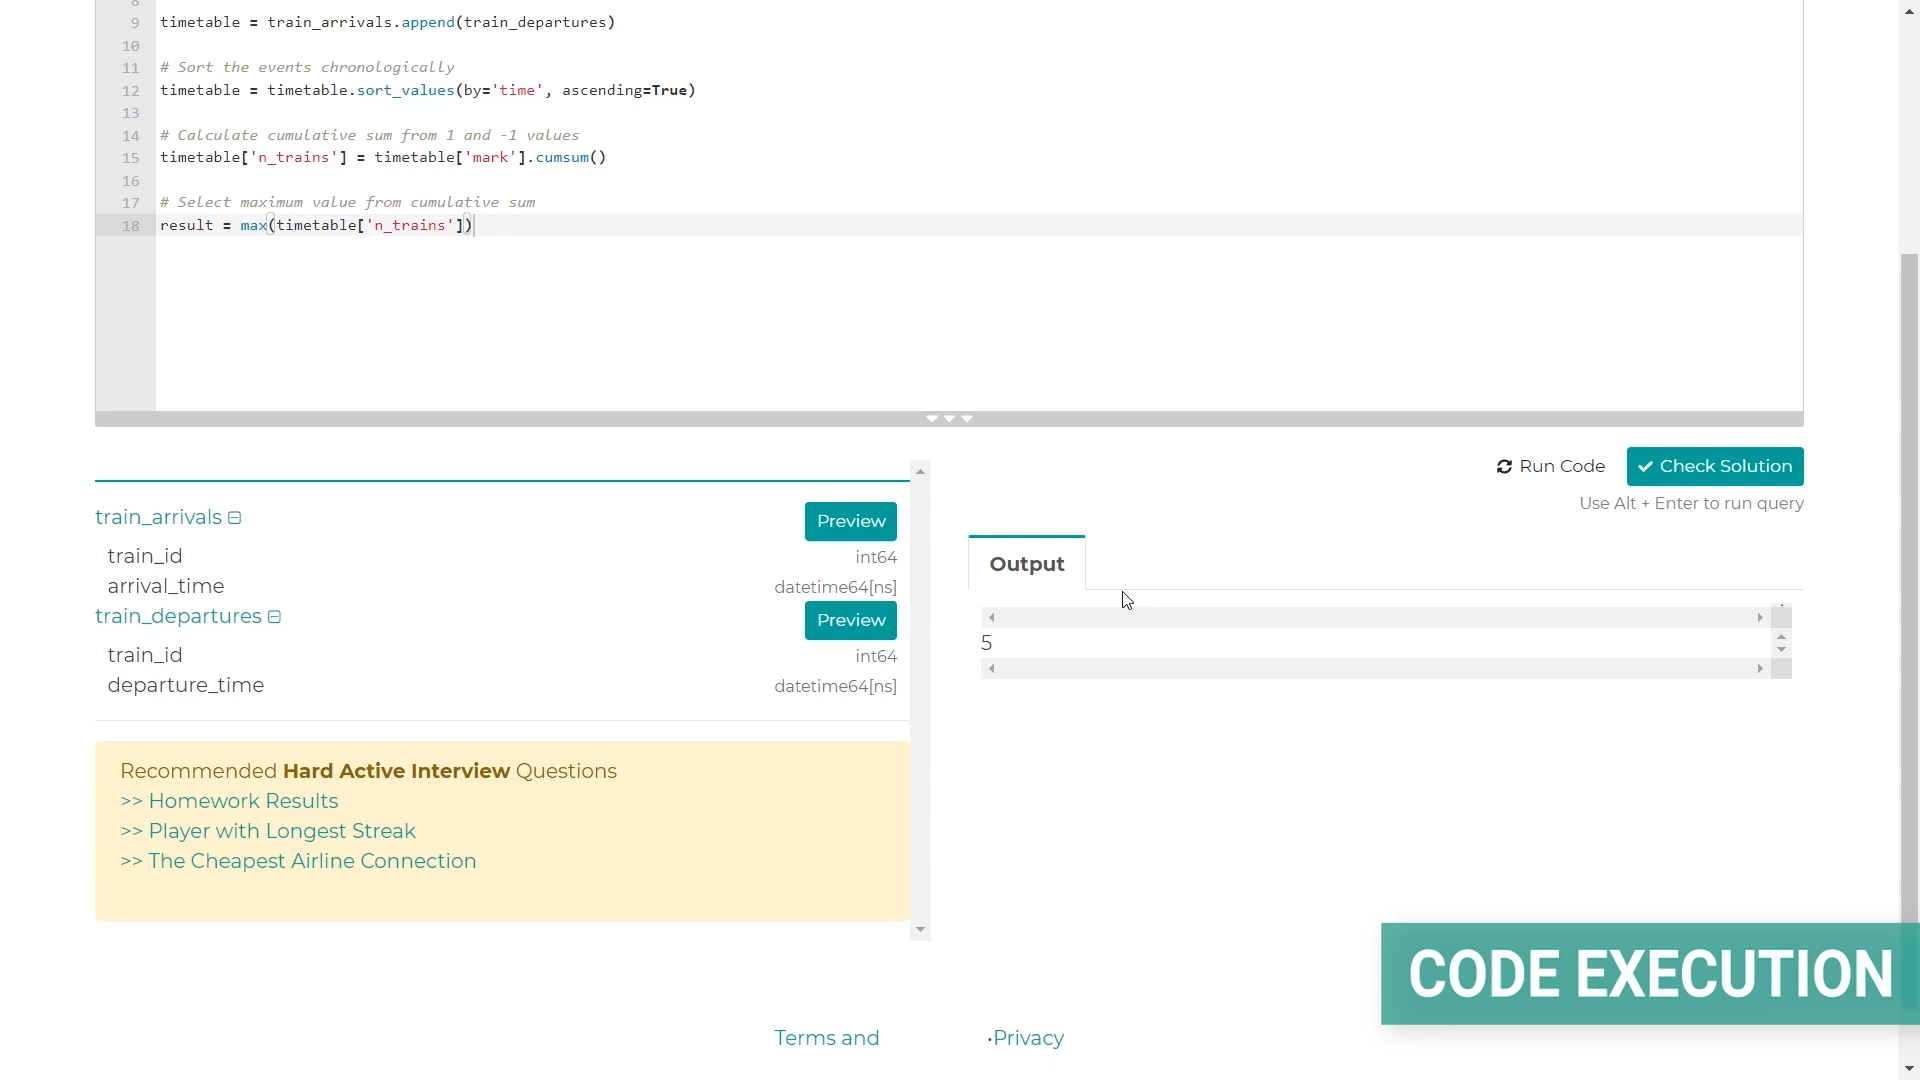 8
9 timetable = train_arrivals.append(train_departures)
10
11 # Sort the events chronologically
12 timetable = timetable.sort_values(by='time', ascending=True)
13
14 # Calculate cumulative sum from 1 and -1 values
15 timetable['n_trains'] = timetable['mark'].cumsum()
16
17 # Select maximum value from cumulative sum
18 result = max(timetable['n_trains'])
Run Code Check Solution
Use Alt + Enter to run query
train_arrivals Preview
train_id int64
arrival_time datetime64[ns]
train_departures Preview
train_id int64
departure_time datetime64[ns]
Output
5
Recommended Hard Active Interview Questions
>> Homework Results
>> Player with Longest Streak
>> The Cheapest Airline Connection
CODE EXECUTION
Terms and ·Privacy